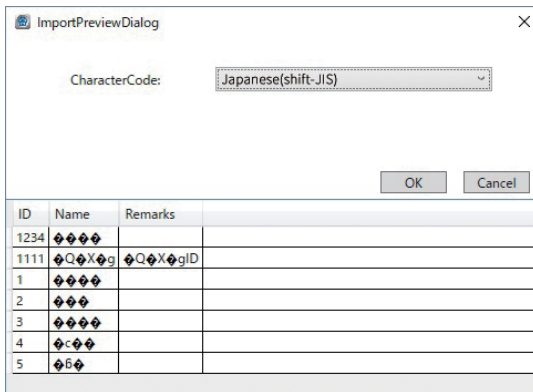 ImportPreviewDialog
CharacterCode: Japanese(shift-JIS)
OK Cancel
ID Name Remarks
1234 ����
1111 �Q�X�g �Q�X�gID
1 ����
2 ���
3 ����
4 �c��
5 �б�